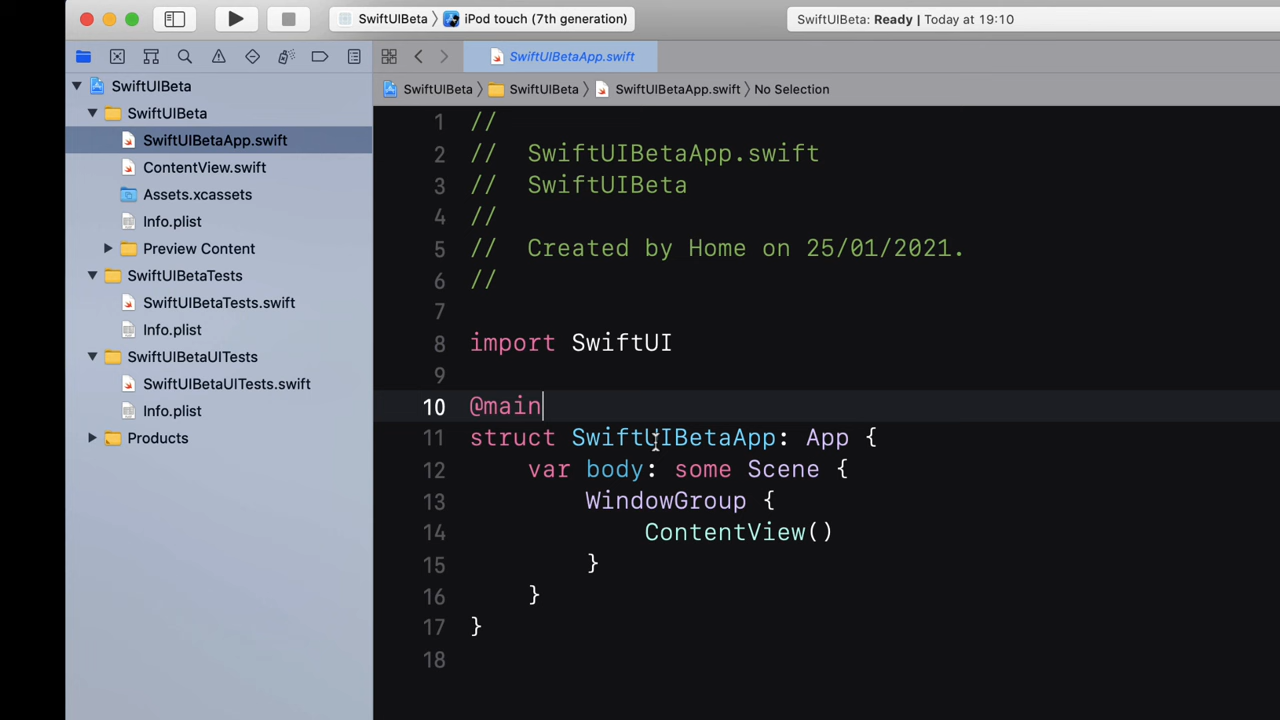 SwiftUIBeta 〉 iPod touch (7th generation)
SwiftUIBeta: Ready | Today at 19:10
SwiftUIBetaApp.swift
SwiftUIBeta 〉 SwiftUIBeta 〉 SwiftUIBetaApp.swift 〉 No Selection
SwiftUIBeta
SwiftUIBeta
SwiftUIBetaApp.swift
ContentView.swift
Assets.xcassets
Info.plist
Preview Content
SwiftUIBetaTests
SwiftUIBetaTests.swift
Info.plist
SwiftUIBetaUITests
SwiftUIBetaUITests.swift
Info.plist
Products
1 //
2 //  SwiftUIBetaApp.swift
3 //  SwiftUIBeta
4 //
5 //  Created by Home on 25/01/2021.
6 //
7
8 import SwiftUI
9
10 @main
11 struct SwiftUIBetaApp: App {
12     var body: some Scene {
13         WindowGroup {
14             ContentView()
15         }
16     }
17 }
18